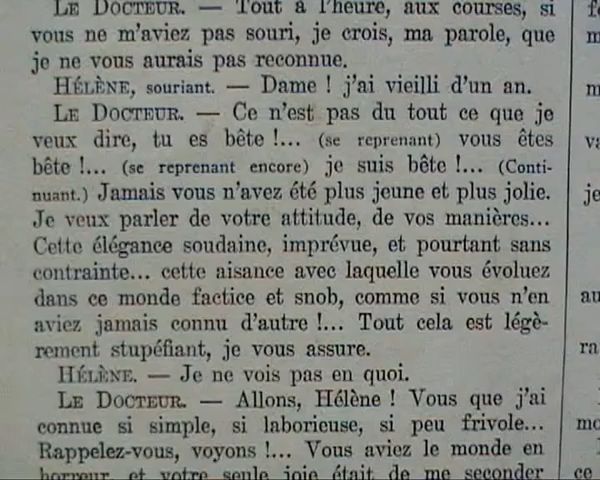 LE DOCTEUR. — Tout à l'heure, aux courses, si
vous ne m'aviez pas souri, je crois, ma parole, que
je ne vous aurais pas reconnue.
HÉLÈNE, souriant. — Dame ! j'ai vieilli d'un an.
LE DOCTEUR. — Ce n'est pas du tout ce que je
veux dire, tu es bête !... (se reprenant) vous êtes
bête !... (se reprenant encore) je suis bête !... (Conti-
nuant.) Jamais vous n'avez été plus jeune et plus jolie.
Je veux parler de votre attitude, de vos manières...
Cette élégance soudaine, imprévue, et pourtant sans
contrainte... cette aisance avec laquelle vous évoluez
dans ce monde factice et snob, comme si vous n'en
aviez jamais connu d'autre !... Tout cela est légè-
rement stupéfiant, je vous assure.
HÉLÈNE. — Je ne vois pas en quoi.
LE DOCTEUR. — Allons, Hélène ! Vous que j'ai
connue si simple, si laborieuse, si peu frivole...
Rappelez-vous, voyons !... Vous aviez le monde en
horreur, et votre seule joie était de me seconder
m
je
au
ra
mo
ce